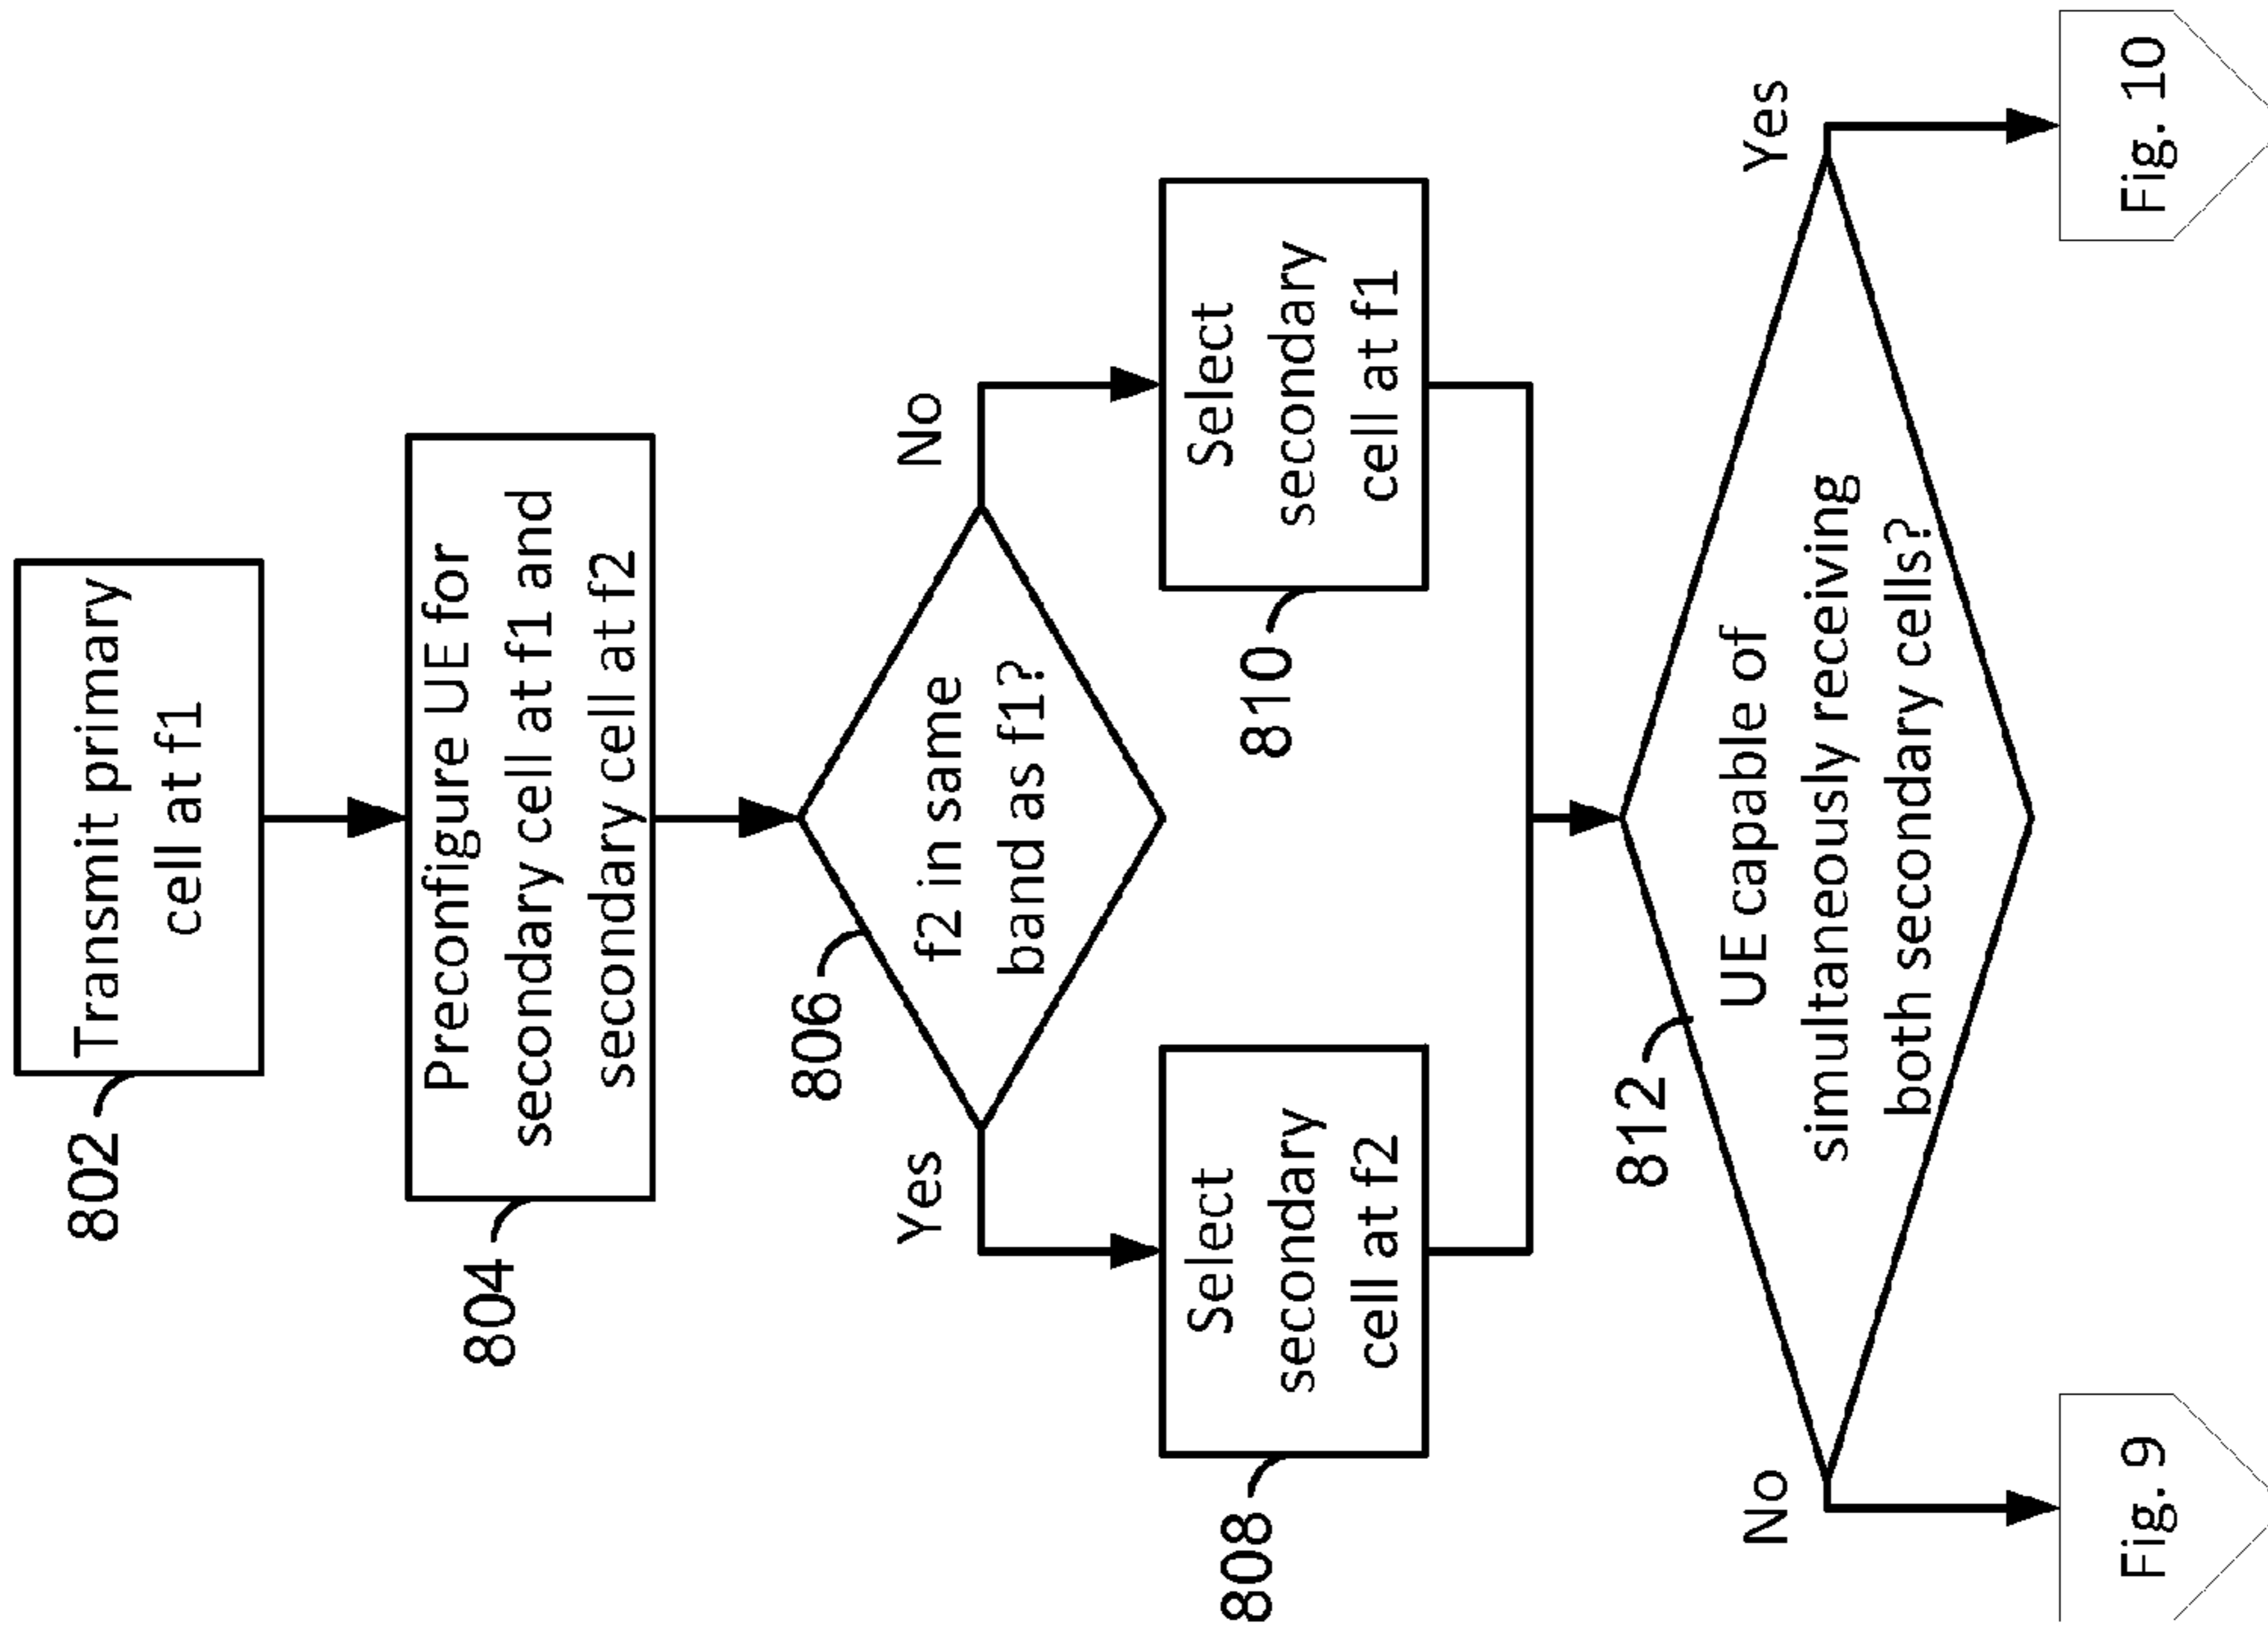 802
Transmit primary
cell at f1
804
Preconfigure UE for
secondary cell at f1 and
secondary cell at f2
806
f2 in same
band as f1?
Yes
No
808
Select
secondary
cell at f2
810
Select
secondary
cell at f1
812
UE capable of
simultaneously receiving
both secondary cells?
No
Yes
Fig. 9
Fig. 10